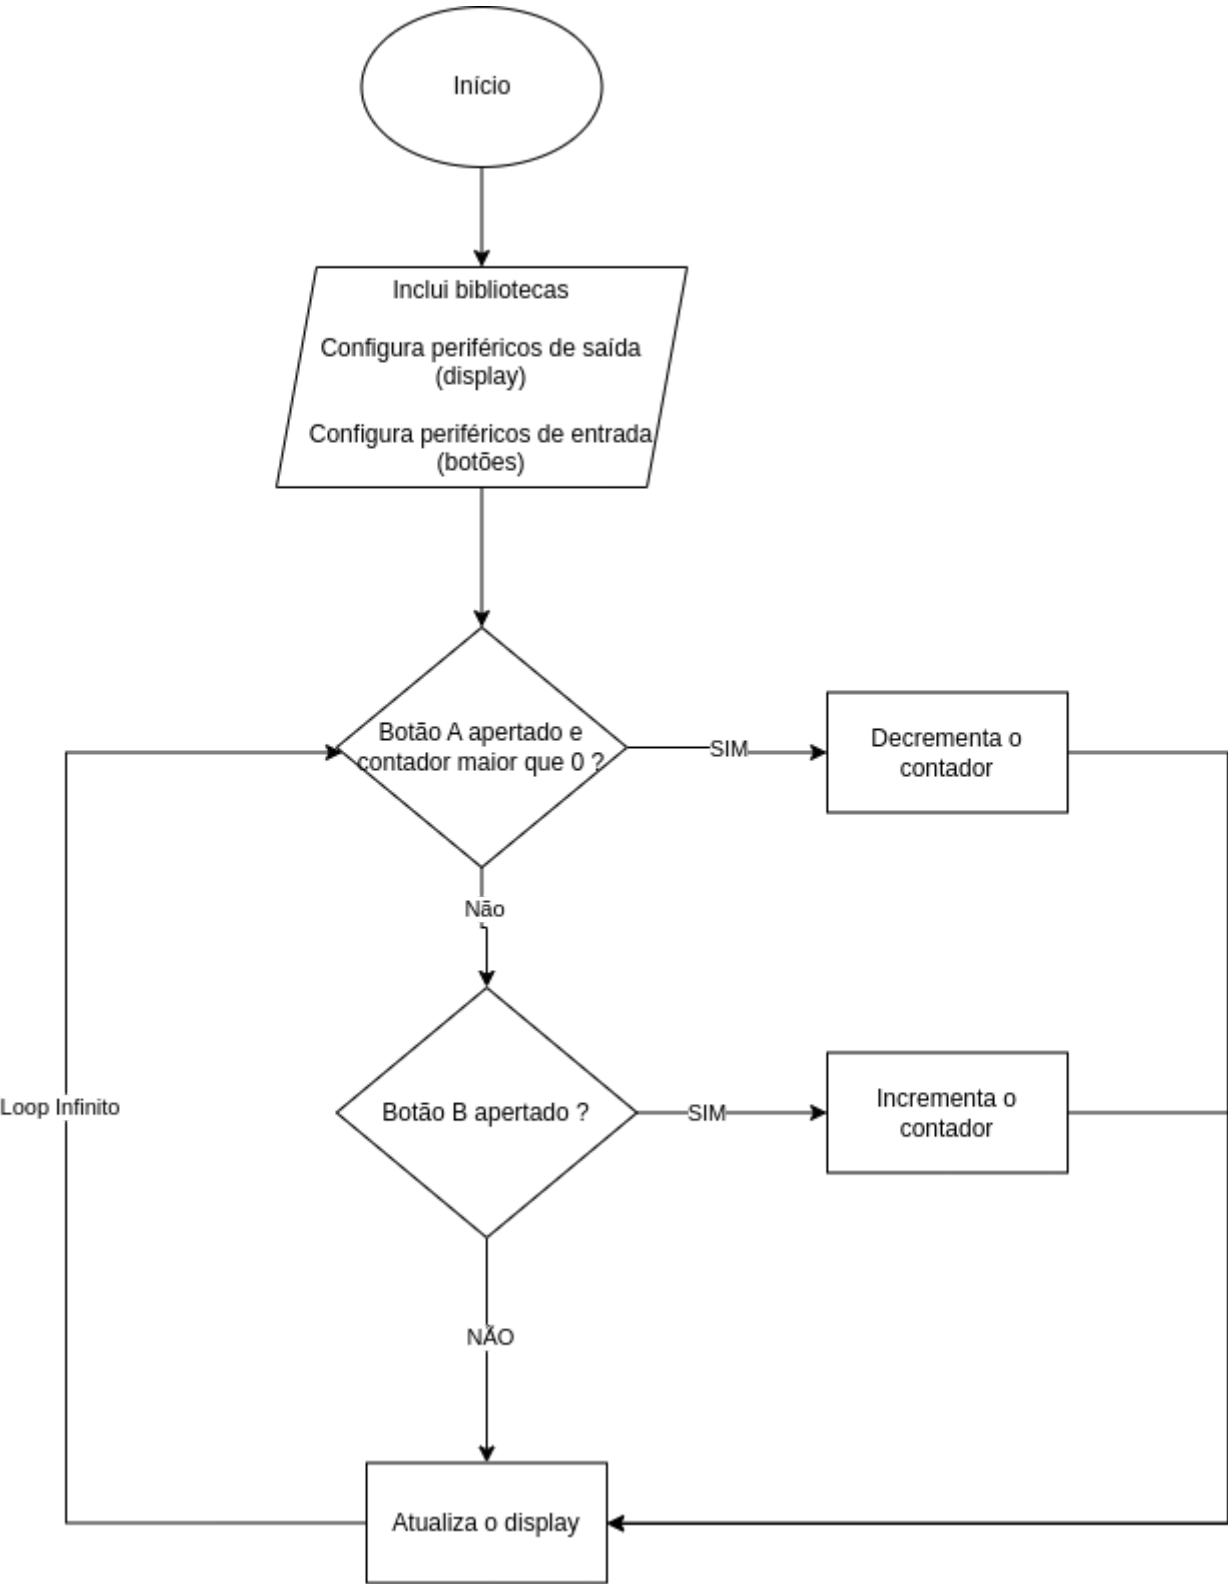 Início
Inclui bibliotecas
Configura periféricos de saída
(display)
Configura periféricos de entrada
(botões)
Botão A apertado e
contador maior que 0 ?
SIM
Decrementa o
contador
Não
Loop Infinito
Botão B apertado ?
SIM
Incrementa o
contador
NÃO
Atualiza o display